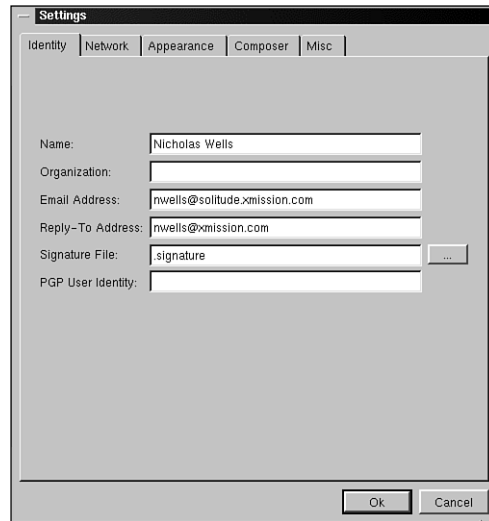 Settings
Identity Network Appearance Composer Misc
Name: Nicholas Wells
Organization:
Email Address: nwells@solitude.xmission.com
Reply-To Address: nwells@xmission.com
Signature File: .signature ...
PGP User Identity:
Ok Cancel